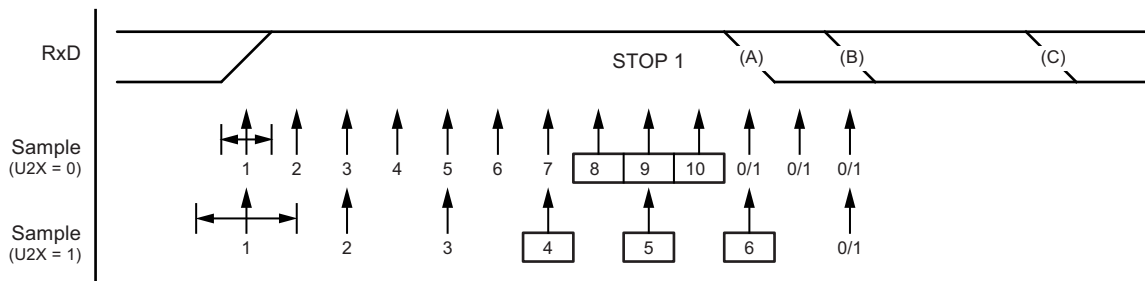 RxD STOP 1 (A) (B) (C)
Sample
(U2X = 0)
1 2 3 4 5 6 7 8 9 10 0/1 0/1 0/1
Sample
(U2X = 1)
1 2 3 4 5 6 0/1